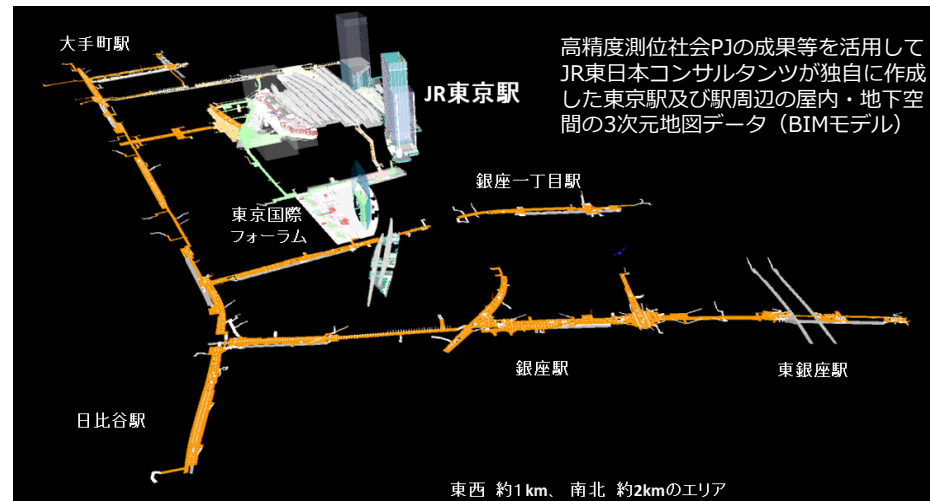 大手町駅
高精度測位社会PJの成果等を活用して
JR東日本コンサルタンツが独自に作成
した東京駅及び駅周辺の屋内・地下空
間の3次元地図データ（BIMモデル）
JR東京駅
銀座一丁目駅
東京国際
フォーラム
銀座駅
東銀座駅
日比谷駅
東西 約1km、 南北 約2kmのエリア